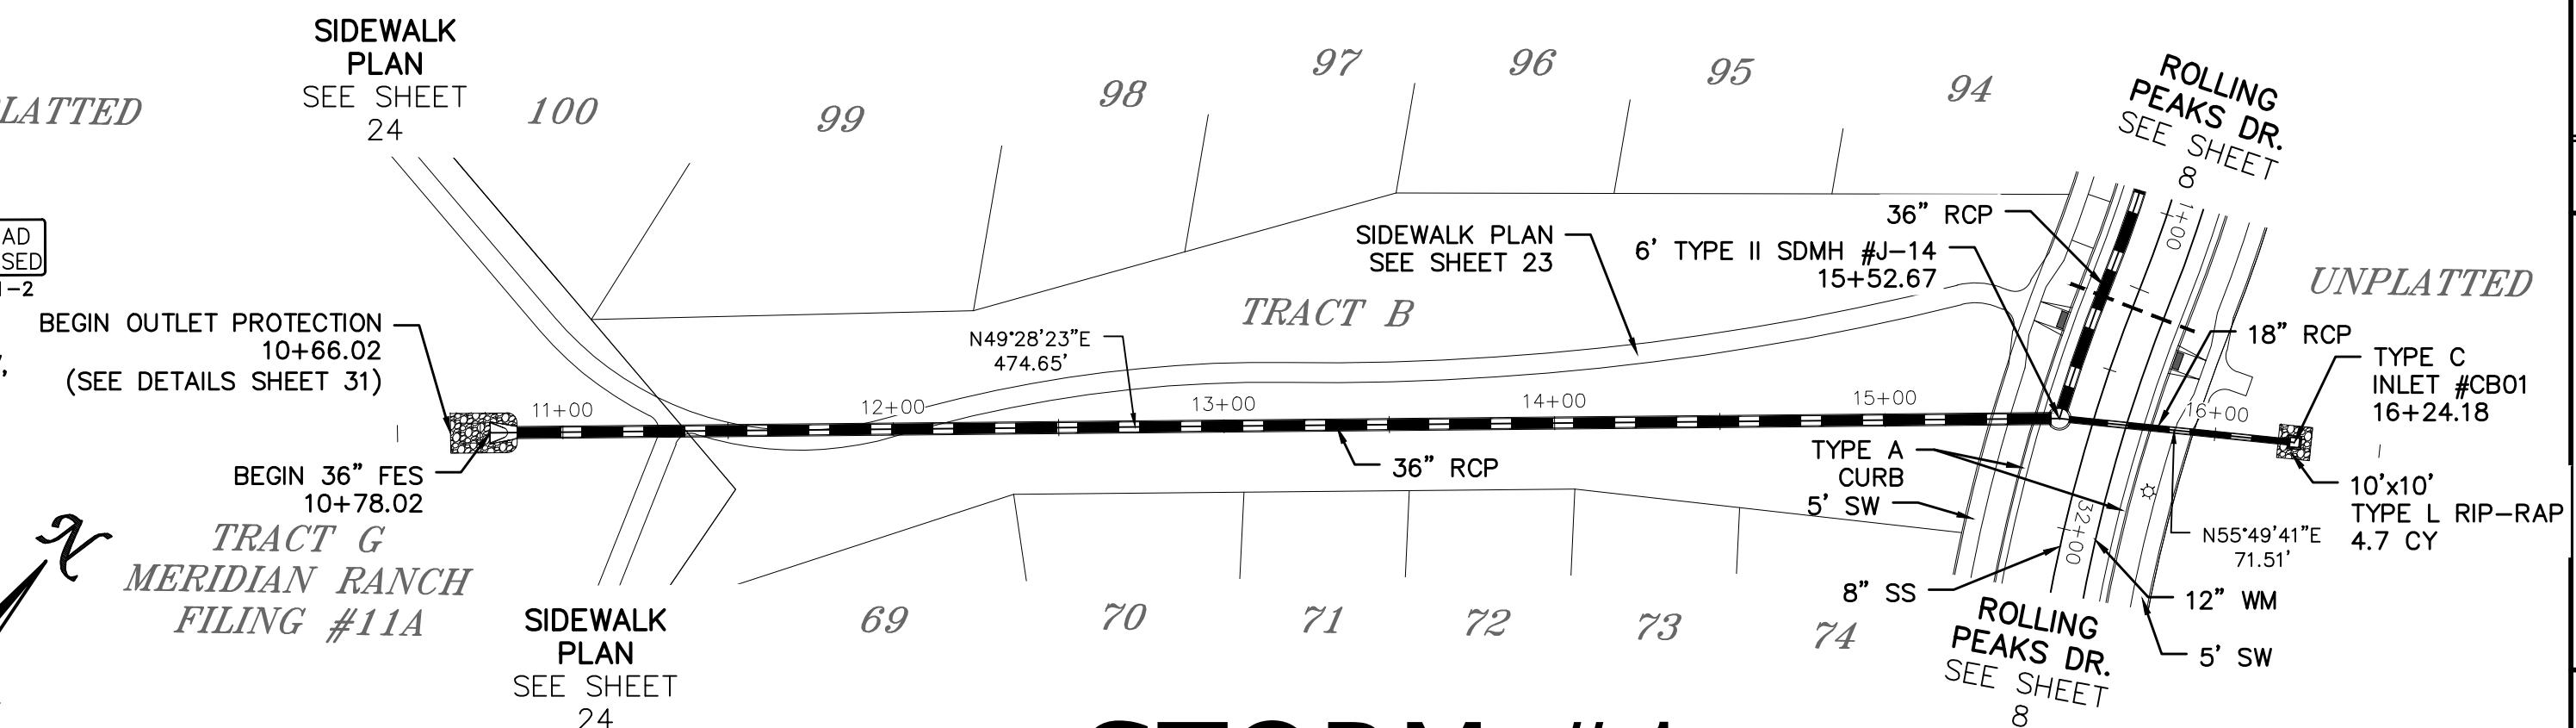 SIDEWALK
PLAN
SEE SHEET
24
LATTED
100
99
98
97
96
95
94
ROLLING
PEAKS DR.
SEE SHEET
8
AD
SED
1-2
BEGIN OUTLET PROTECTION
10+66.02
(SEE DETAILS SHEET 31)
BEGIN 36" FES
10+78.02
TRACT G
MERIDIAN RANCH
FILING #11A
SIDEWALK
PLAN
SEE SHEET
24
11+00
12+00
13+00
14+00
15+00
16+00
N49°28'23"E
474.65'
TRACT B
SIDEWALK PLAN
SEE SHEET 23
36" RCP
6' TYPE II SDMH #J-14
15+52.67
36" RCP
1+00
32+00
UNPLATTED
18" RCP
TYPE C
INLET #CB01
16+24.18
10'x10'
TYPE L RIP-RAP
4.7 CY
N55°49'41"E
71.51'
TYPE A
CURB
5' SW
8" SS
12" WM
5' SW
ROLLING
PEAKS DR.
SEE SHEET
8
69
70
71
72
73
74